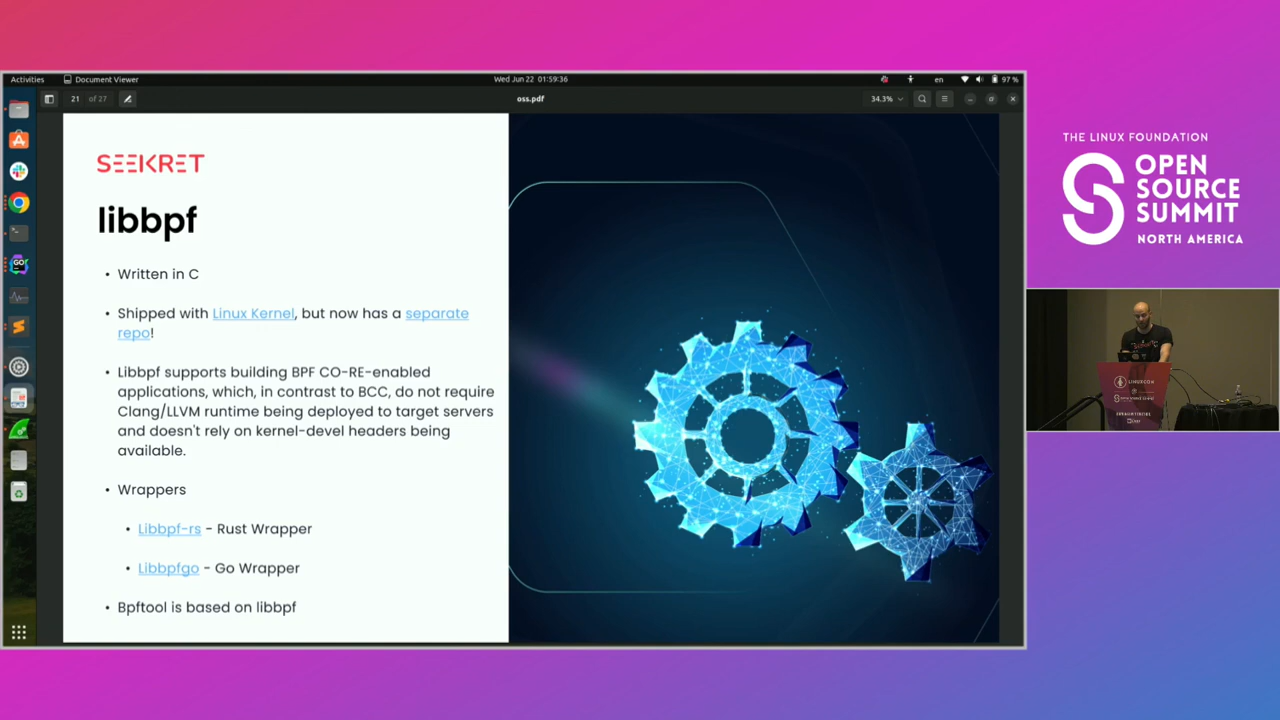 Activities
Document Viewer
Wed Jun 22 01:59:36
en
97 %
21 of 27
oss.pdf
34.3%
SEEKRET
libbpf
• Written in C
• Shipped with Linux Kernel, but now has a separate
repo!
• Libbpf supports building BPF CO-RE-enabled
applications, which, in contrast to BCC, do not require
Clang/LLVM runtime being deployed to target servers
and doesn't rely on kernel-devel headers being
available.
• Wrappers
• Libbpf-rs - Rust Wrapper
• Libbpfgo - Go Wrapper
• Bpftool is based on libbpf
THE LINUX FOUNDATION
OPEN
SOURCE
SUMMIT
NORTH AMERICA
LINUXCON